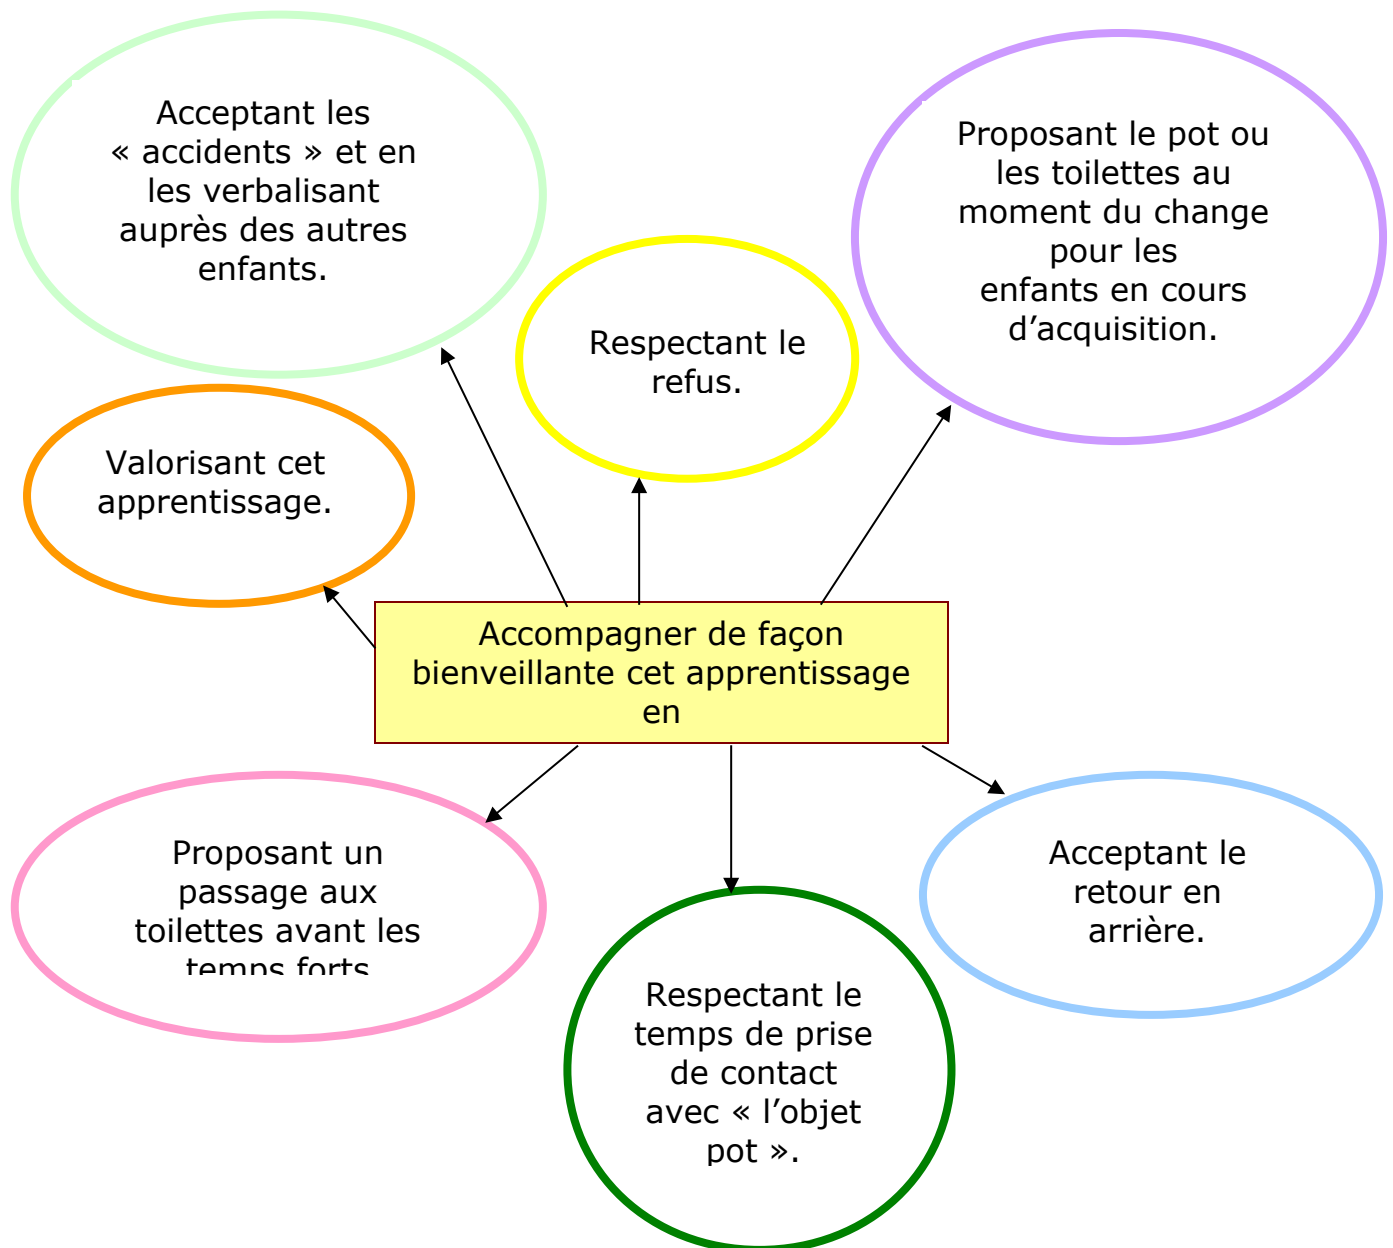 Acceptant les
« accidents » et en
les verbalisant
auprès des autres
enfants.
Proposant le pot ou
les toilettes au
moment du change
pour les
enfants en cours
d’acquisition.
Respectant le
refus.
Valorisant cet
apprentissage.
Accompagner de façon
bienveillante cet apprentissage
en
Proposant un
passage aux
toilettes avant les
temps forts
Acceptant le
retour en
arrière.
Respectant le
temps de prise
de contact
avec « l’objet
pot ».